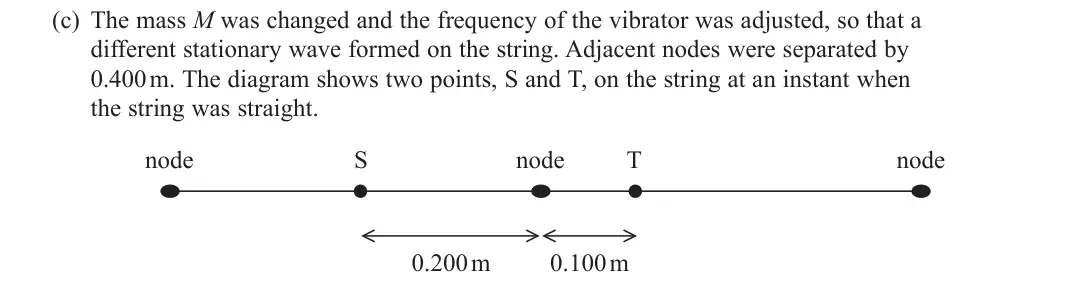 (c) The mass M was changed and the frequency of the vibrator was adjusted, so that a
different stationary wave formed on the string. Adjacent nodes were separated by
0.400 m. The diagram shows two points, S and T, on the string at an instant when
the string was straight.
node S node T node
0.200 m 0.100 m